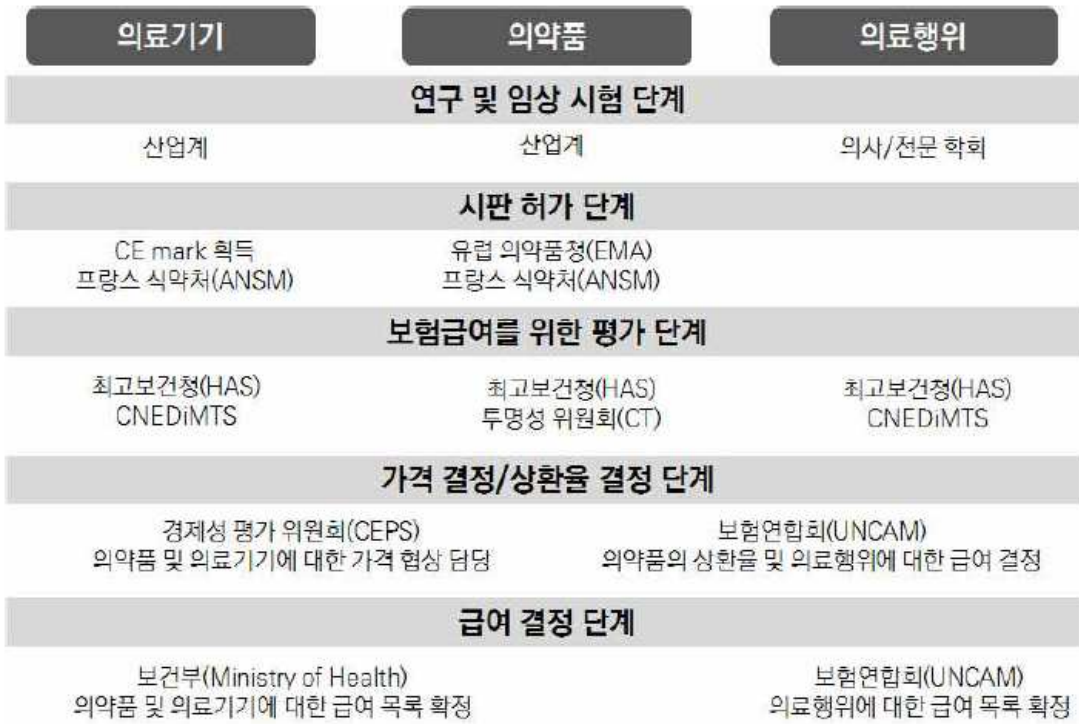 의료기기 의약품 의료행위
연구 및 임상 시험 단계
산업계 산업계 의사/전문 학회
시판 허가 단계
CE mark 획득 유럽 의약품청(EMA)
프랑스 식약처(ANSM) 프랑스 식약처(ANSM)
보험급여를 위한 평가 단계
최고보건청(HAS) 최고보건청(HAS) 최고보건청(HAS)
CNEDiMTS 투명성 위원회(CT) CNEDiMTS
가격 결정/상환율 결정 단계
경제성 평가 위원회(CEPS) 보험연합회(UNCAM)
의약품 및 의료기기에 대한 가격 협상 담당 의약품의 상환율 및 의료행위에 대한 급여 결정
급여 결정 단계
보건부(Ministry of Health) 보험연합회(UNCAM)
의약품 및 의료기기에 대한 급여 목록 확정 의료행위에 대한 급여 목록 확정